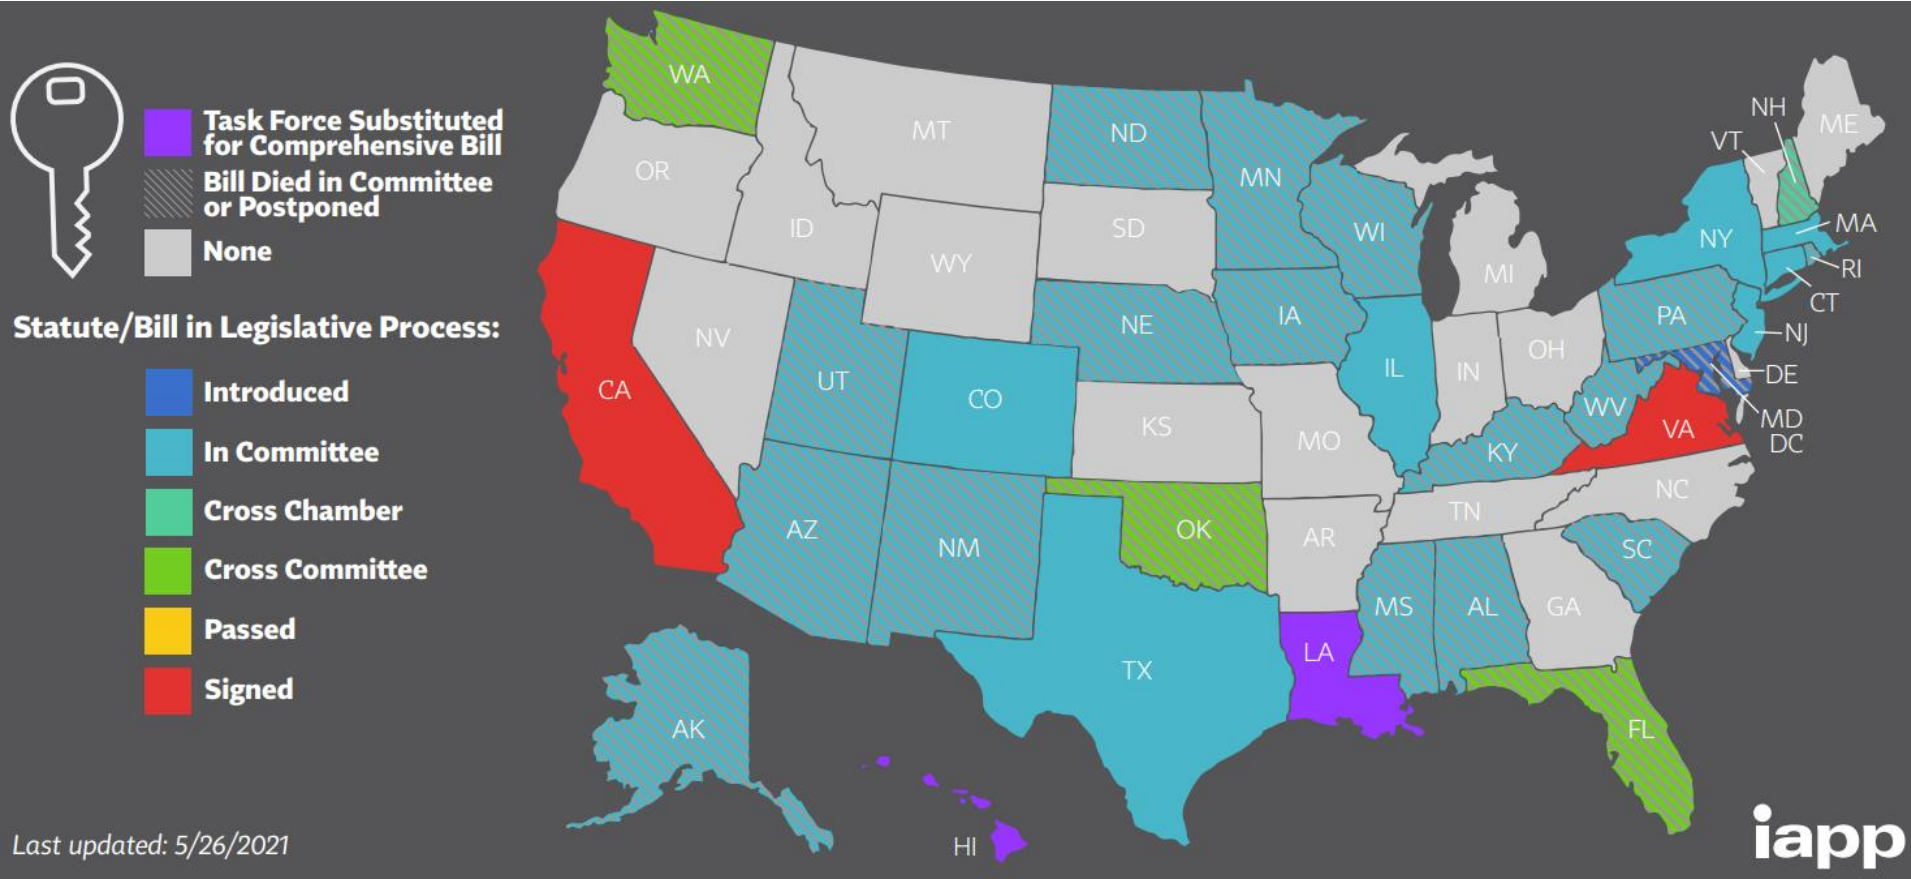 Task Force Substituted
for Comprehensive Bill
Bill Died in Committee
or Postponed
None
Statute/Bill in Legislative Process:
Introduced
In Committee
Cross Chamber
Cross Committee
Passed
Signed
Last updated: 5/26/2021
WA
OR
MT
ID
WY
ND
SD
MN
WI
MI
NH
VT
ME
NY
MA
RI
CT
NJ
PA
DE
MD
DC
CA
NV
UT
CO
NE
IA
KS
MO
IL
IN
OH
WV
VA
KY
AZ
NM
OK
AR
TN
NC
SC
TX
LA
MS
AL
GA
FL
AK
HI
iapp